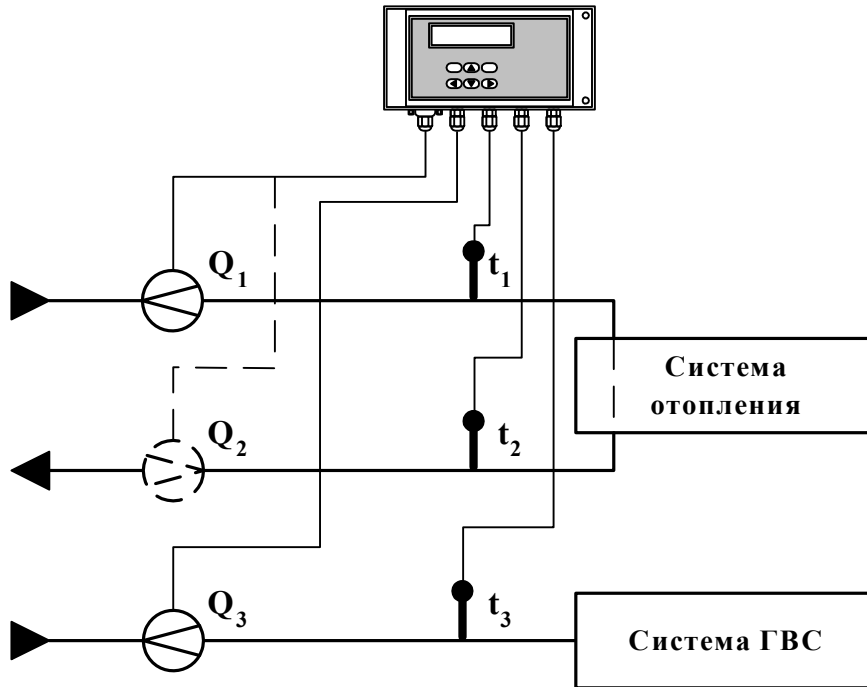 Q1
t1
Система
отопления
Q2
t2
Q3
t3
Система ГВС